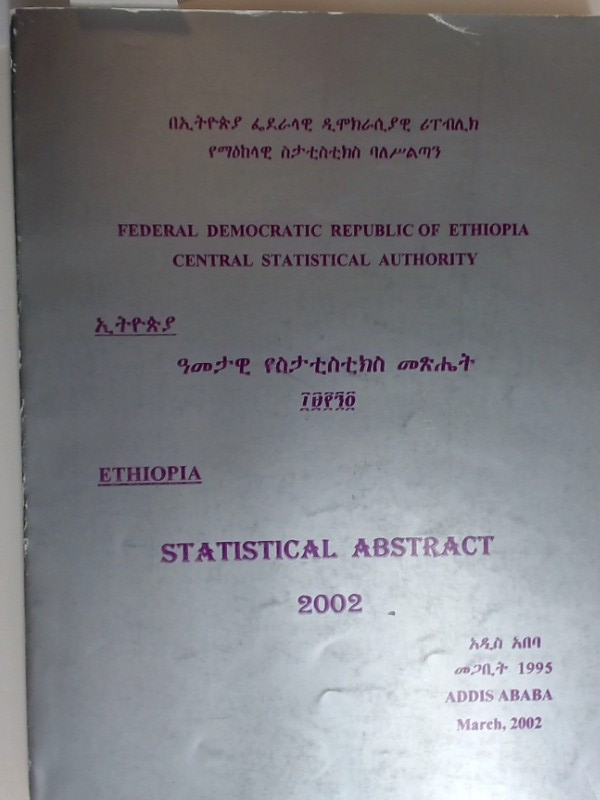 በኢትዮጵያ ፌደራላዊ ዲሞክራሲያዊ ሪፐብሊክ
የማዕከላዊ ስታቲስቲክስ ባለሥልጣን
FEDERAL DEMOCRATIC REPUBLIC OF ETHIOPIA
CENTRAL STATISTICAL AUTHORITY
ኢትዮጵያ
ዓመታዊ የስታቲስቲክስ መጽሔት
ETHIOPIA
STATISTICAL ABSTRACT
2002
አዲስ አበባ
መጋቢት 1995
ADDIS ABABA
March, 2002